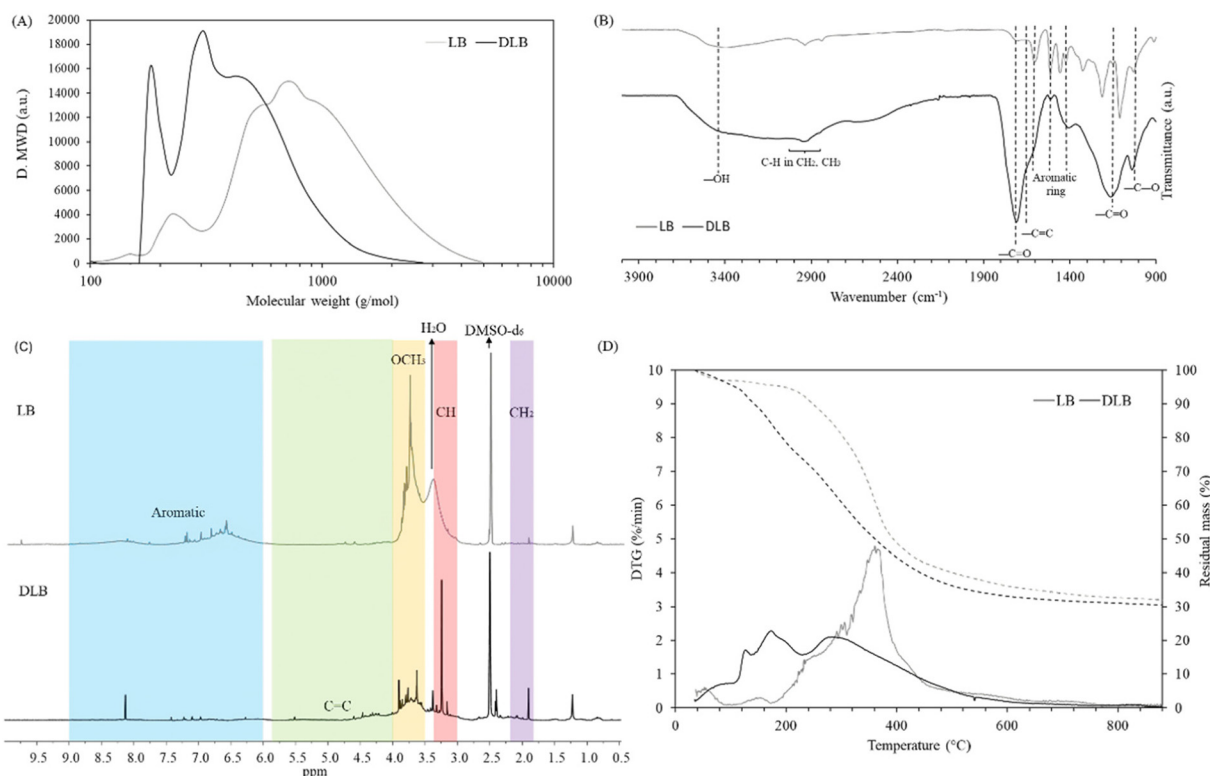 (A)
20000
18000
16000
14000
12000
10000
8000
6000
4000
2000
0
D. MWD (a.u.)
LB DLB
100 1000 10000
Molecular weight (g/mol)
(B)
Transmittance (a.u.)
—OH
C-H in CH₂, CH₃
Aromatic
ring
—C—O
—C=O
—C=C
—C=O
LB DLB
3900 3400 2900 2400 1900 1400 900
Wavenumber (cm⁻¹)
(C)
H₂O
DMSO-d₆
OCH₃
LB
CH
CH₂
Aromatic
DLB
C=C
9.5 9.0 8.5 8.0 7.5 7.0 6.5 6.0 5.5 5.0 4.5 4.0 3.5 3.0 2.5 2.0 1.5 1.0 0.5
ppm
(D)
10
9
8
7
6
5
4
3
2
1
0
DTG (%/min)
LB DLB
100
90
80
70
60
50
40
30
20
10
0
Residual mass (%)
0 200 400 600 800
Temperature (°C)